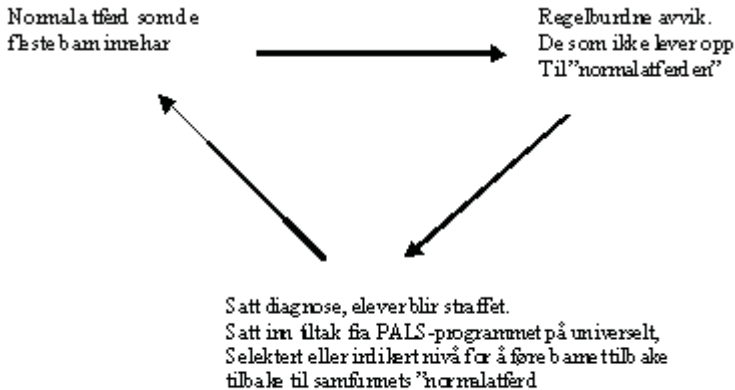 Normalatferd som de
fleste barn innehar
Regelbundne avvik.
De som ikke lever opp
Til ”normalatferden”
Satt diagnose, elever blir straffet.
Satt inn tiltak fra PALS-programmet på universelt,
Selektert eller indikert nivå for å føre barnet tilbake
tilbake til samfunnets ”normalatferd